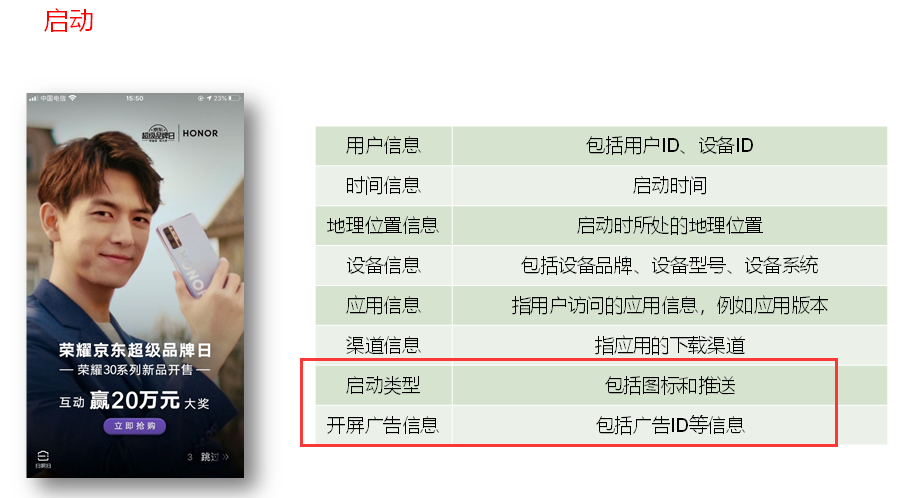 启动
中国电信 15:50 23%
京东
超级品牌日 HONOR
HONOR
荣耀京东超级品牌日
荣耀30系列新品开售
互动 赢20万元 大奖
立即抢购
扫啊扫
3 跳过
用户信息 包括用户ID、设备ID
时间信息 启动时间
地理位置信息 启动时所处的地理位置
设备信息 包括设备品牌、设备型号、设备系统
应用信息 指用户访问的应用信息，例如应用版本
渠道信息 指应用的下载渠道
启动类型 包括图标和推送
开屏广告信息 包括广告ID等信息